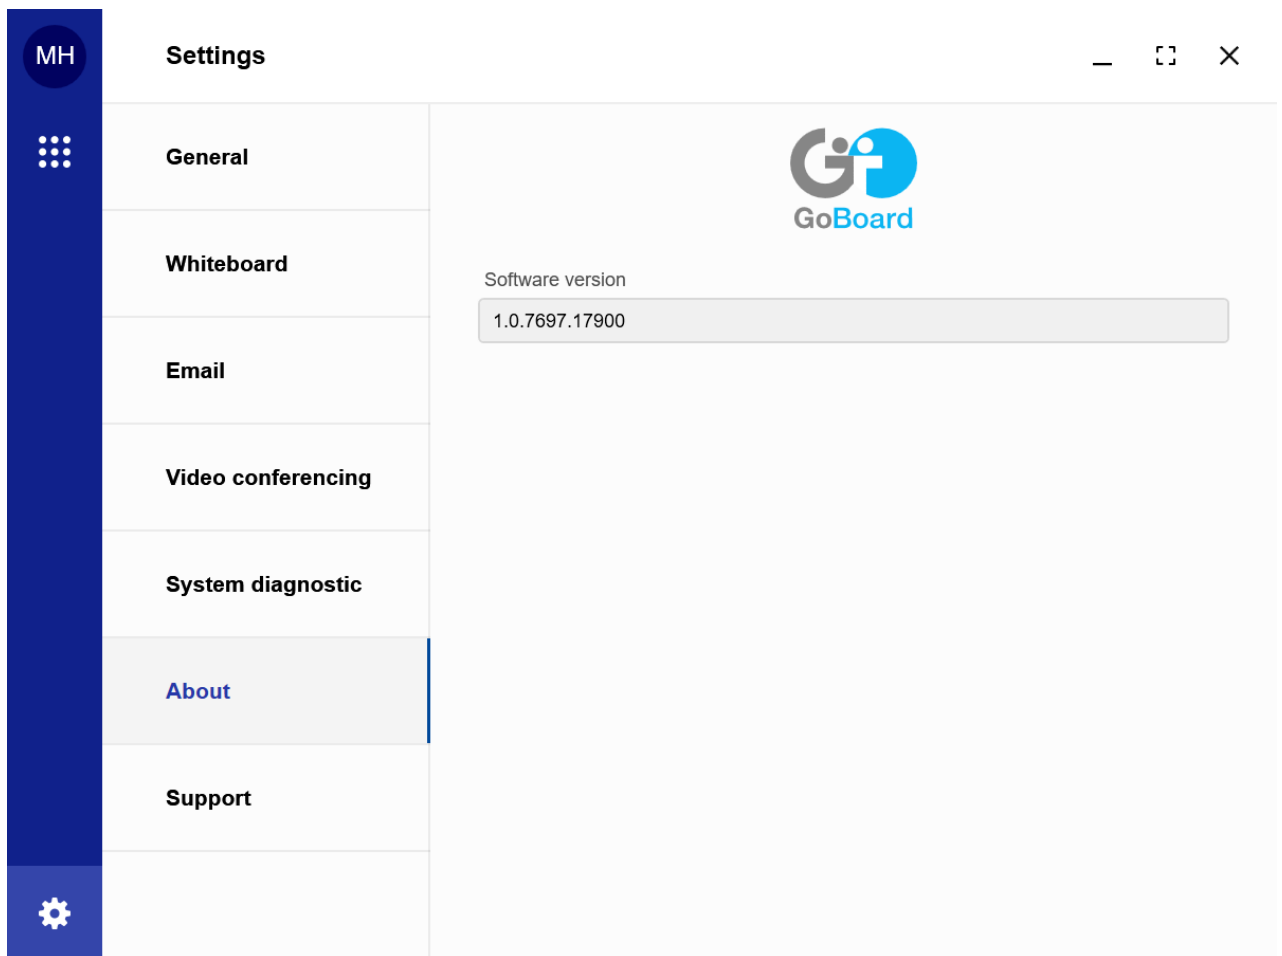 MH
Settings
General
Whiteboard
Email
Video conferencing
System diagnostic
About
Support
GoBoard
Software version
1.0.7697.17900